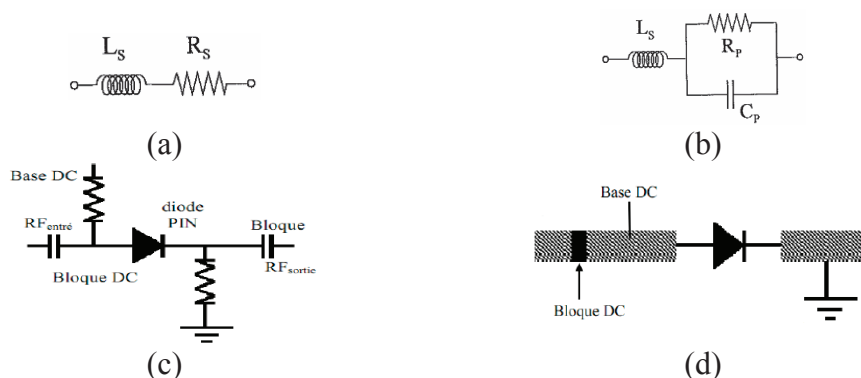 L_S R_S
(a)
L_S R_P
C_P
(b)
Base DC
RF_entré
diode
PIN
Bloque
Bloque DC
RF_sortie
(c)
Base DC
Bloque DC
(d)